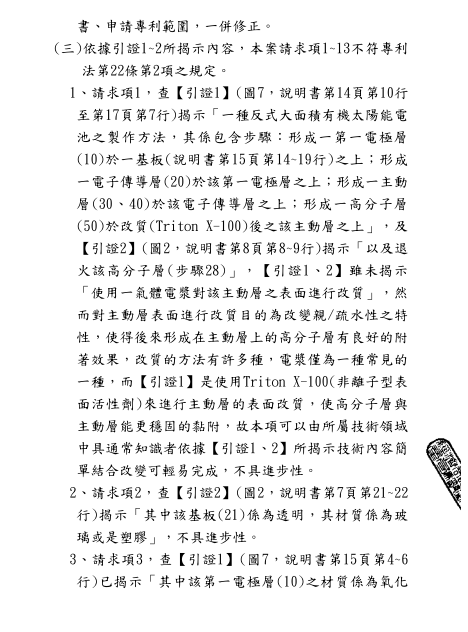 書、申請專利範圍，一併修正。
(三)依據引證1~2所揭示內容，本案請求項1~13不符專利
法第22條第2項之規定。
1、請求項1，查【引證1】(圖7，說明書第14頁第10行
至第17頁第7行)揭示「一種反式大面積有機太陽能電
池之製作方法，其係包含步驟：形成一第一電極層
(10)於一基板(說明書第15頁第14~19行)之上；形成
一電子傳導層(20)於該第一電極層之上；形成一主動
層(30、40)於該電子傳導層之上；形成一高分子層
(50)於改質(Triton X-100)後之該主動層之上」，及
【引證2】(圖2，說明書第8頁第8~9行)揭示「以及退
火該高分子層(步驟28)」，【引證1、2】雖未揭示
「使用一氣體電漿對該主動層之表面進行改質」，然
而對主動層表面進行改質目的為改變親/疏水性之特
性，使得後來形成在主動層上的高分子層有良好的附
著效果，改質的方法有許多種，電漿僅為一種常見的
一種，而【引證1】是使用Triton X-100(非離子型表
面活性劑)來進行主動層的表面改質，使高分子層與
主動層能更穩固的黏附，故本項可以由所屬技術領域
中具通常知識者依據【引證1、2】所揭示技術內容簡
單結合改變可輕易完成，不具進步性。
2、請求項2，查【引證2】(圖2，說明書第7頁第21~22
行)揭示「其中該基板(21)係為透明，其材質係為玻
璃或是塑膠」，不具進步性。
3、請求項3，查【引證1】(圖7，說明書第15頁第4~6
行)已揭示「其中該第一電極層(10)之材質係為氧化